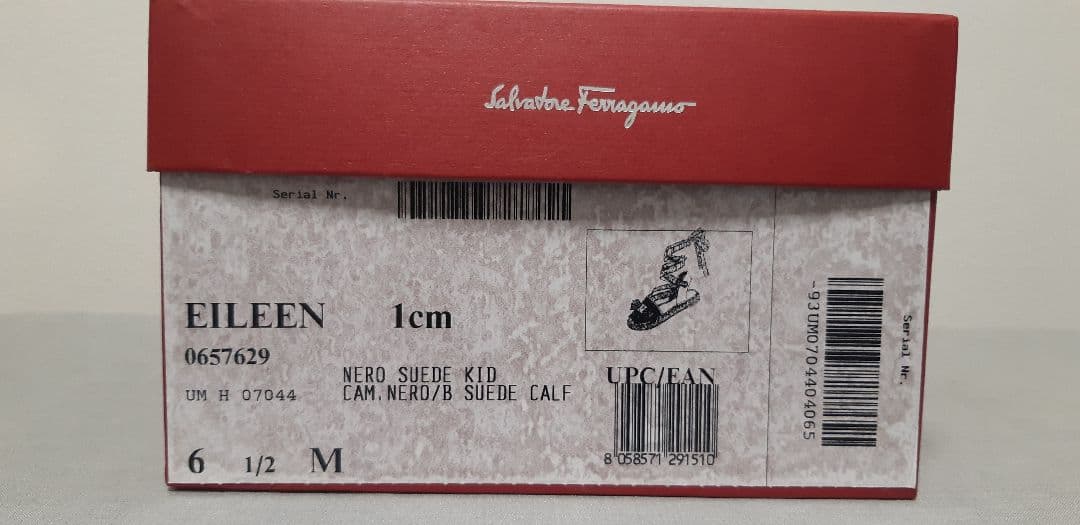 Salvatore Ferragamo
Serial Nr.
EILEEN 1cm
0657629
NERO SUEDE KID
UM H 07044 CAM.NERO/B SUEDE CALF
6 1/2 M
UPC/EAN
8 058571 291510
-93UM0704404065
Serial Nr.